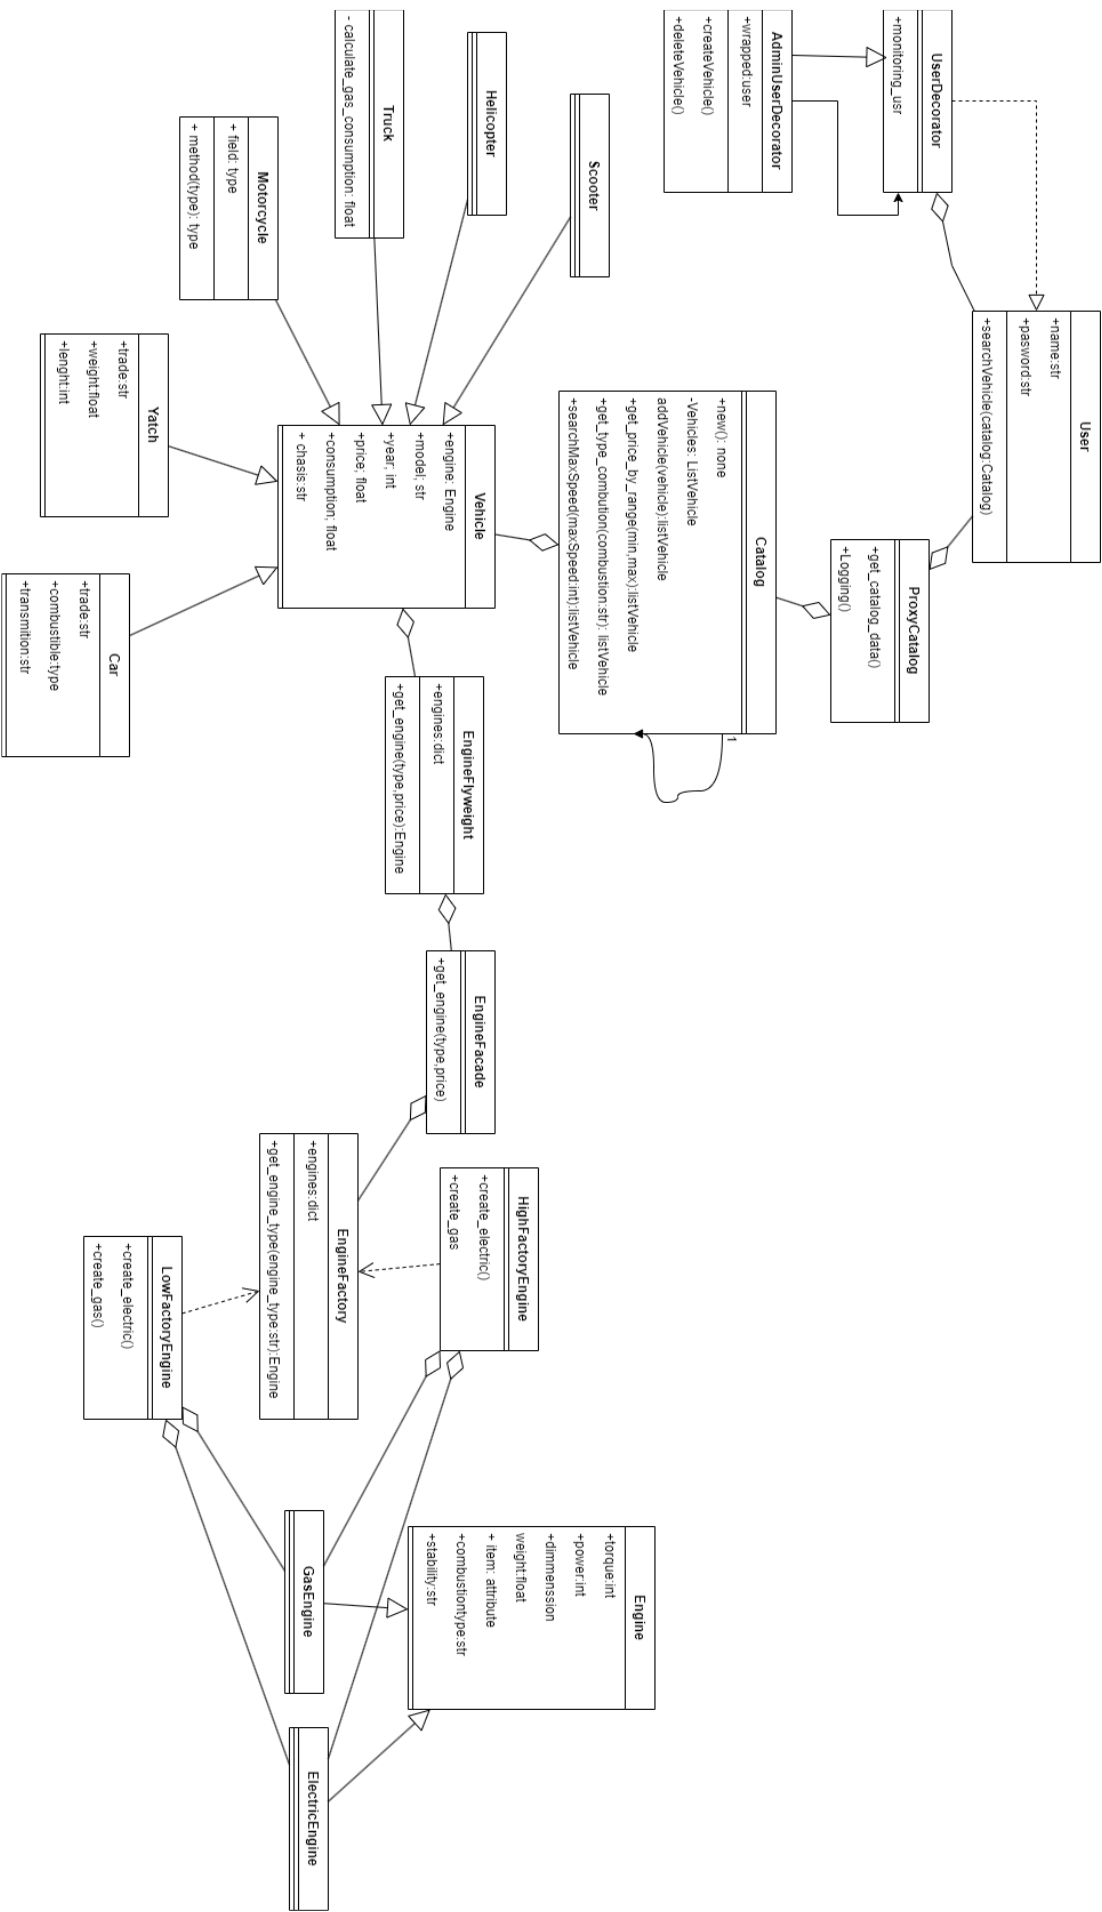 UserDecorator
+monitoring_usr
AdminUserDecorator
+wrapped:user
+createVehicle()
+deleteVehicle()
User
+name:str
+pasword:str
+searchVehicle(catalog:Catalog)
ProxyCatalog
+get_catalog_data()
+Logging()
Catalog
+new(): none
-Vehicles: ListVehicle
addVehicle(vehicle):listVehicle
+get_price_by_range(min,max):listVehicle
+get_type_combution(combustion:str): listVehicle
+searchMaxSpeed(maxSpeed:int):listVehicle
1
Scooter
Helicopter
Truck
- calculate_gas_consumption: float
Motorcycle
+ field: type
+ method(type): type
Vehicle
+engine: Engine
+model; str
+year; int
+price; float
+consumption; float
+ chasis:str
Yatch
+trade:str
+weight:float
+lenght:int
Car
+trade:str
+combustible:type
+transmition:str
EngineFlyweight
+engines:dict
+get_engine(type,price):Engine
EngineFacade
+get_engine(type,price)
HighFactoryEngine
+create_electric()
+create_gas
EngineFactory
+engines:dict
+get_engine_type(engine_type:str):Engine
LowFactoryEngine
+create_electric()
+create_gas()
Engine
+torque:int
+power:int
+dimmenssion
weight:float
+ item: attribute
+combustiontype:str
+stability:str
GasEngine
ElectricEngine